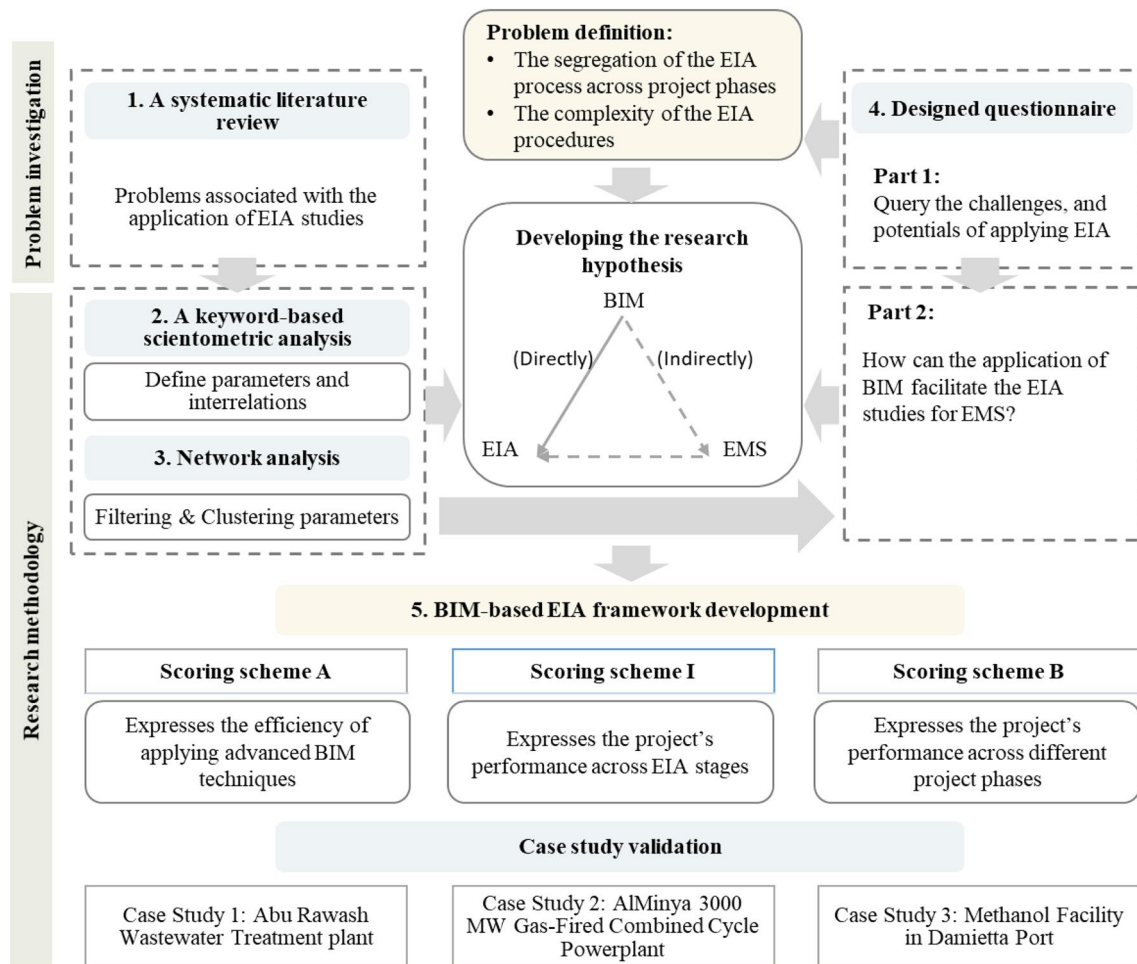 Problem investigation
1. A systematic literature
review
Problems associated with the
application of EIA studies
Problem definition:
• The segregation of the EIA
process across project phases
• The complexity of the EIA
procedures
4. Designed questionnaire
Part 1:
Query the challenges, and
potentials of applying EIA
Research methodology
2. A keyword-based
scientometric analysis
Define parameters and
interrelations
3. Network analysis
Filtering & Clustering parameters
Developing the research
hypothesis
BIM
(Directly)
(Indirectly)
EIA
EMS
Part 2:
How can the application of
BIM facilitate the EIA
studies for EMS?
5. BIM-based EIA framework development
Scoring scheme A
Expresses the efficiency of
applying advanced BIM
techniques
Scoring scheme I
Expresses the project's
performance across EIA stages
Scoring scheme B
Expresses the project's
performance across different
project phases
Case study validation
Case Study 1: Abu Rawash
Wastewater Treatment plant
Case Study 2: AlMinya 3000
MW Gas-Fired Combined Cycle
Powerplant
Case Study 3: Methanol Facility
in Damietta Port